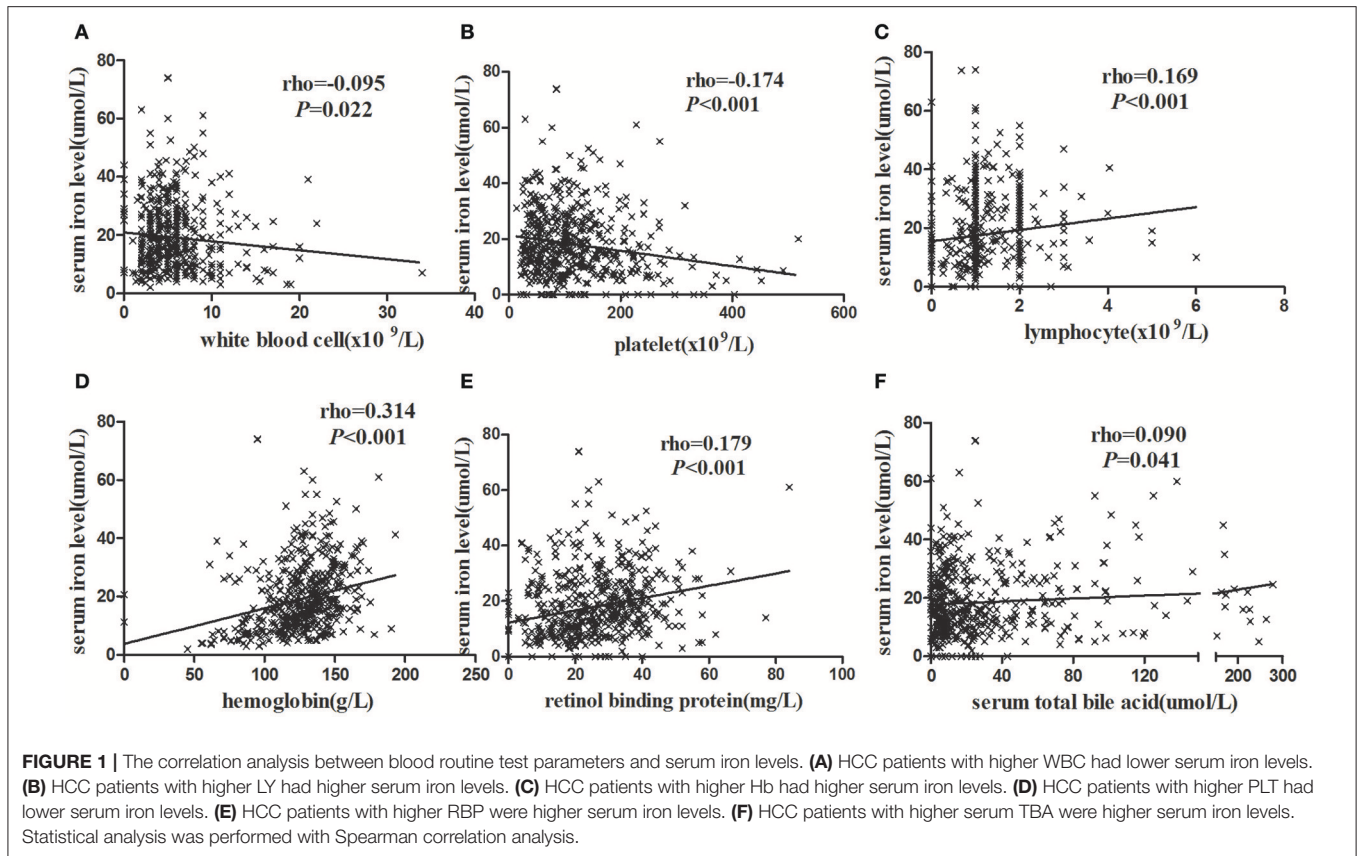 A
rho=-0.095
P=0.022
serum iron level(umol/L)
80
60
40
20
0
0 10 20 30 40
white blood cell(x10 9/L)
B
rho=-0.174
P<0.001
serum iron level(umol/L)
80
60
40
20
0
0 200 400 600
platelet(x10⁹/L)
C
rho=0.169
P<0.001
serum iron level(umol/L)
80
60
40
20
0
0 2 4 6 8
lymphocyte(x10 ⁹/L)
D
rho=0.314
P<0.001
serum iron level(umol/L)
80
60
40
20
0
0 50 100 150 200 250
hemoglobin(g/L)
E
rho=0.179
P<0.001
serum iron level(umol/L)
80
60
40
20
0
0 20 40 60 80 100
retinol binding protein(mg/L)
F
rho=0.090
P=0.041
serum iron level(umol/L)
80
60
40
20
0
0 40 80 120 200 300
serum total bile acid(umol/L)
FIGURE 1 | The correlation analysis between blood routine test parameters and serum iron levels. (A) HCC patients with higher WBC had lower serum iron levels.
(B) HCC patients with higher LY had higher serum iron levels. (C) HCC patients with higher Hb had higher serum iron levels. (D) HCC patients with higher PLT had
lower serum iron levels. (E) HCC patients with higher RBP were higher serum iron levels. (F) HCC patients with higher serum TBA were higher serum iron levels.
Statistical analysis was performed with Spearman correlation analysis.